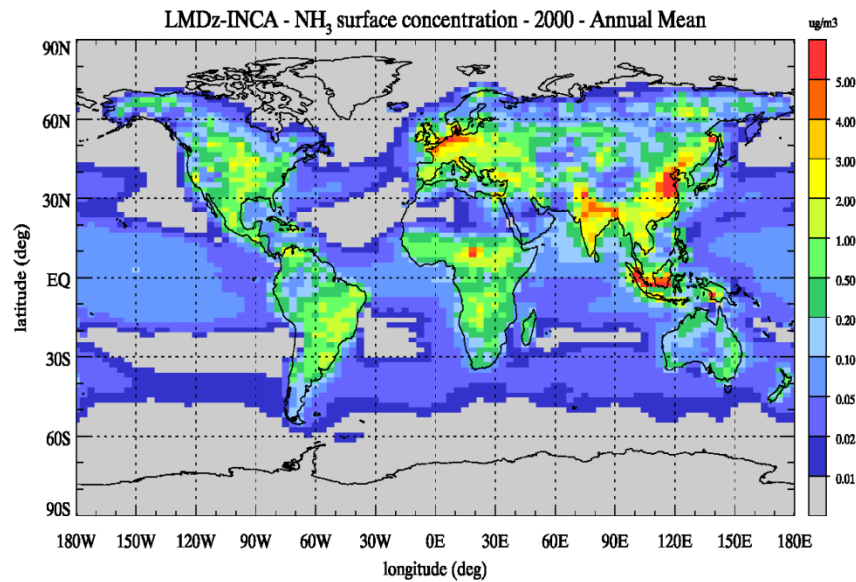 LMDz-INCA - NH3 surface concentration - 2000 - Annual Mean
ug/m3
90N
60N
30N
EQ
30S
60S
90S
latitude (deg)
5.00
4.00
3.00
2.00
1.00
0.50
0.20
0.10
0.05
0.02
0.01
180W 150W 120W 90W 60W 30W 0E 30E 60E 90E 120E 150E 180E
longitude (deg)